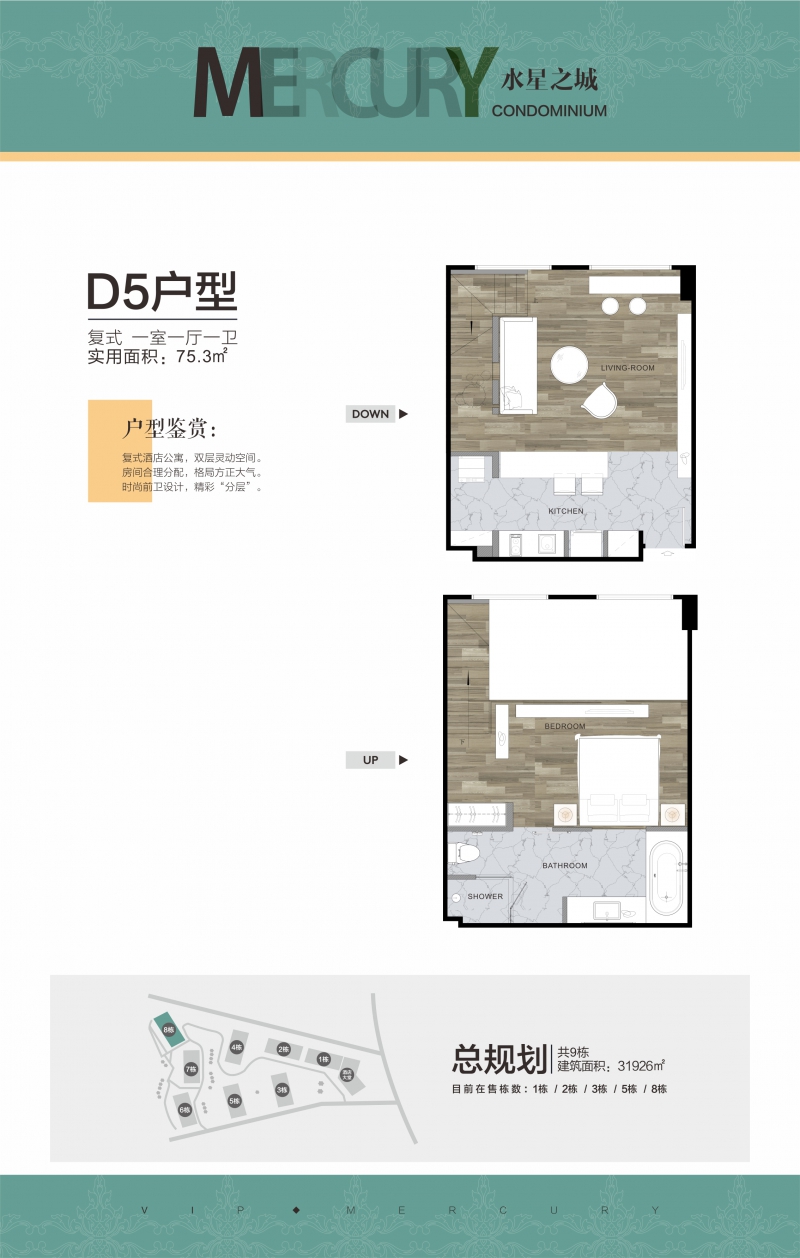 MERCURY 水星之城
CONDOMINIUM
D5户型
复式 一室一厅一卫
实用面积：75.3㎡
户型鉴赏：
复式酒店公寓，双层灵动空间。
房间合理分配，格局方正大气。
时尚前卫设计，精彩“分层”。
DOWN
LIVING-ROOM
KITCHEN
UP
BEDROOM
BATHROOM
SHOWER
8栋
7栋
6栋
4栋
2栋
1栋
酒店
大堂
5栋
3栋
总规划
共9栋
建筑面积：31926㎡
目前在售栋数：1栋 / 2栋 / 3栋 / 5栋 / 8栋
VIP◆MERCURY